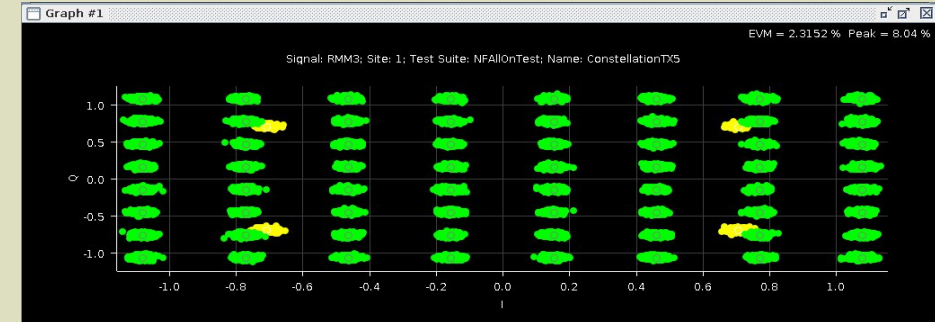 Graph #1
EVM = 2.3152 % Peak = 8.04 %
Signal: RMM3; Site: 1; Test Suite: NFAllOnTest; Name: ConstellationTX5
1.0
0.5
0.0
-0.5
-1.0
Q
-1.0 -0.8 -0.6 -0.4 -0.2 0.0 0.2 0.4 0.6 0.8 1.0
I